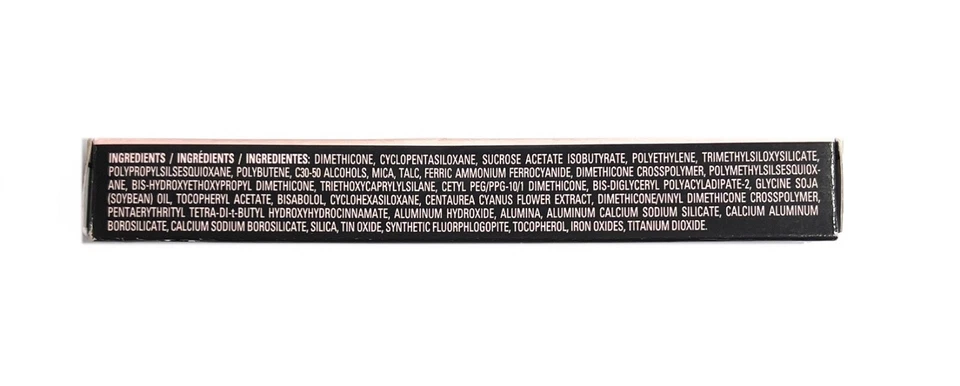 INGREDIENTS / INGRÉDIENTS / INGREDIENTES: DIMETHICONE, CYCLOPENTASILOXANE, SUCROSE ACETATE ISOBUTYRATE, POLYETHYLENE, TRIMETHYLSILOXYSILICATE,
POLYPROPYLSILSESQUIOXANE, POLYBUTENE, C30-50 ALCOHOLS, MICA, TALC, FERRIC AMMONIUM FERROCYANIDE, DIMETHICONE CROSSPOLYMER, POLYMETHYLSILSESQUIOX-
ANE, BIS-HYDROXYETHOXYPROPYL DIMETHICONE, TRIETHOXYCAPRYLYLSILANE, CETYL PEG/PPG-10/1 DIMETHICONE, BIS-DIGLYCERYL POLYACYLADIPATE-2, GLYCINE SOJA
(SOYBEAN) OIL, TOCOPHERYL ACETATE, BISABOLOL, CYCLOHEXASILOXANE, CENTAUREA CYANUS FLOWER EXTRACT, DIMETHICONE/VINYL DIMETHICONE CROSSPOLYMER,
PENTAERYTHRITYL TETRA-DI-t-BUTYL HYDROXYHYDROCINNAMATE, ALUMINUM HYDROXIDE, ALUMINA, ALUMINUM CALCIUM SODIUM SILICATE, CALCIUM ALUMINUM
BOROSILICATE, CALCIUM SODIUM BOROSILICATE, SILICA, TIN OXIDE, SYNTHETIC FLUORPHLOGOPITE, TOCOPHEROL, IRON OXIDES, TITANIUM DIOXIDE.